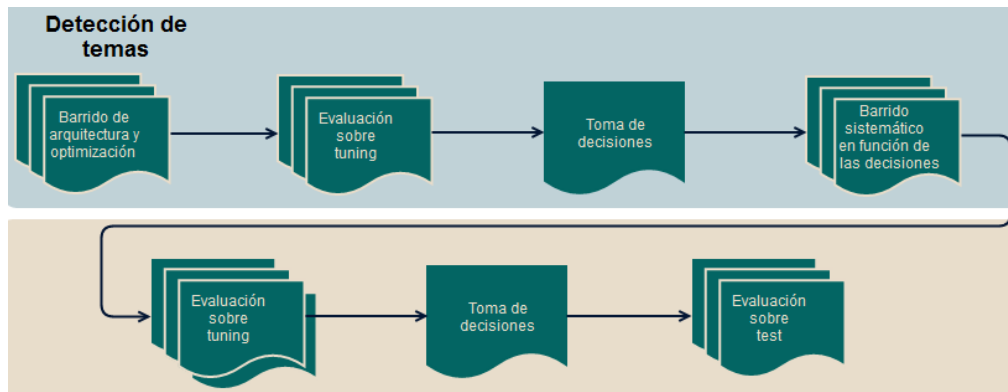 Detección de
temas
Barrido de
arquitectura y
optimización
Evaluación
sobre
tuning
Toma de
decisiones
Barrido
sistemático
en función de
las decisiones
Evaluación
sobre
tuning
Toma de
decisiones
Evaluación
sobre
test